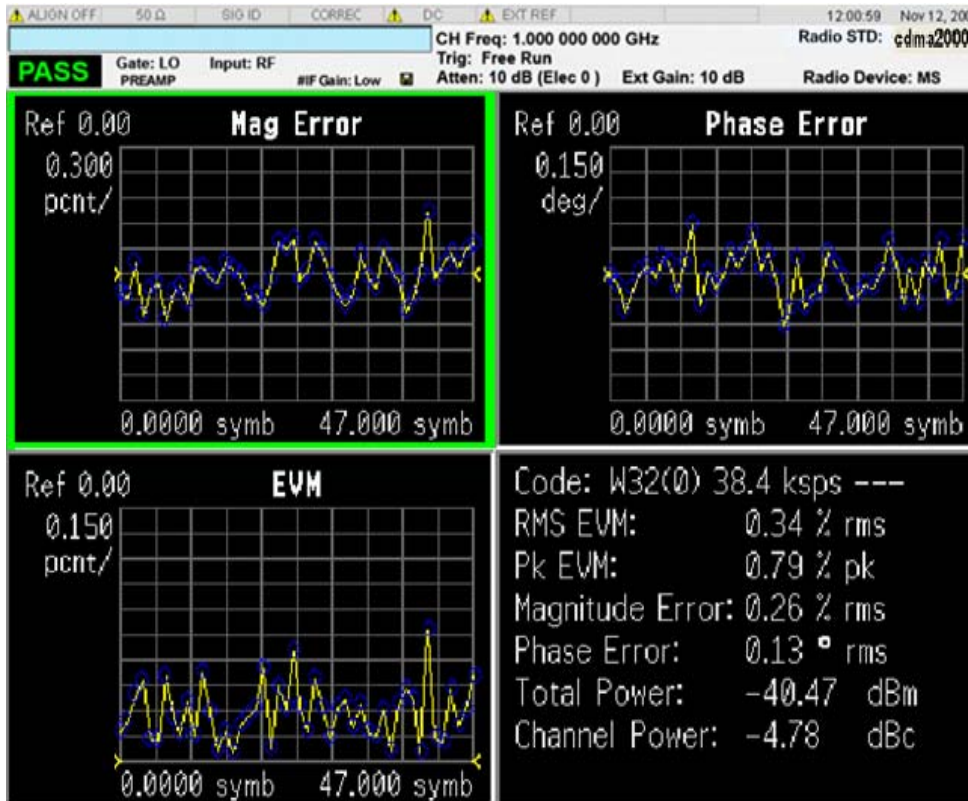 ALIGN OFF 50 Ω SIG ID CORREC DC EXT REF 12:00:59 Nov 12,
CH Freq: 1.000 000 000 GHz Radio STD: cdma2000
Trig: Free Run
PASS Gate: LO Input: RF
PREAMP #IF Gain: Low Atten: 10 dB (Elec 0 ) Ext Gain: 10 dB Radio Device: MS
Ref 0.00 Mag Error
0.300
pcnt/
0.0000 symb 47.000 symb
Ref 0.00 Phase Error
0.150
deg/
0.0000 symb 47.000 symb
Ref 0.00 EVM
0.150
pcnt/
0.0000 symb 47.000 symb
Code: W32(0) 38.4 ksps ---
RMS EVM: 0.34 % rms
Pk EVM: 0.79 % pk
Magnitude Error: 0.26 % rms
Phase Error: 0.13 ° rms
Total Power: -40.47 dBm
Channel Power: -4.78 dBc